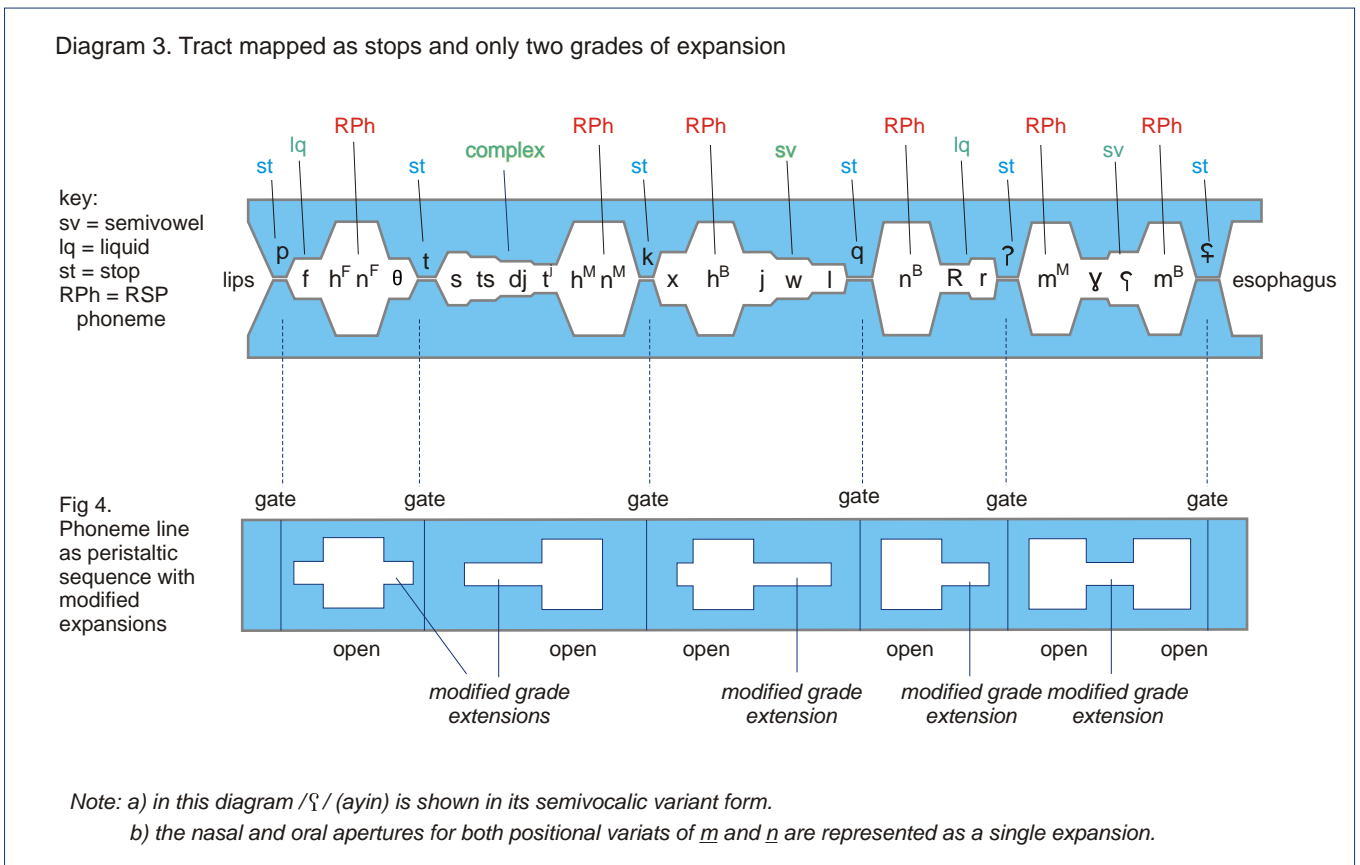 Diagram 3. Tract mapped as stops and only two grades of expansion
RPh RPh RPh RPh RPh RPh
lq complex sv lq sv
st st st st st st
key:
sv = semivowel
lq = liquid
st = stop
RPh = RSP
phoneme
lips p f hᶠ nᶠ θ t s ts dj tʲ hᴹ nᴹ k x hᴮ j w l q nᴮ R r ʔ mᴹ ɣ ʕ mᴮ esophagus
gate gate gate gate gate gate
Fig 4.
Phoneme line
as peristaltic
sequence with
modified
expansions
open open open open open open
modified grade modified grade modified grade modified grade
extensions extension extension extension
Note: a) in this diagram /ʕ/ (ayin) is shown in its semivocalic variant form.
b) the nasal and oral apertures for both positional variats of m and n are represented as a single expansion.